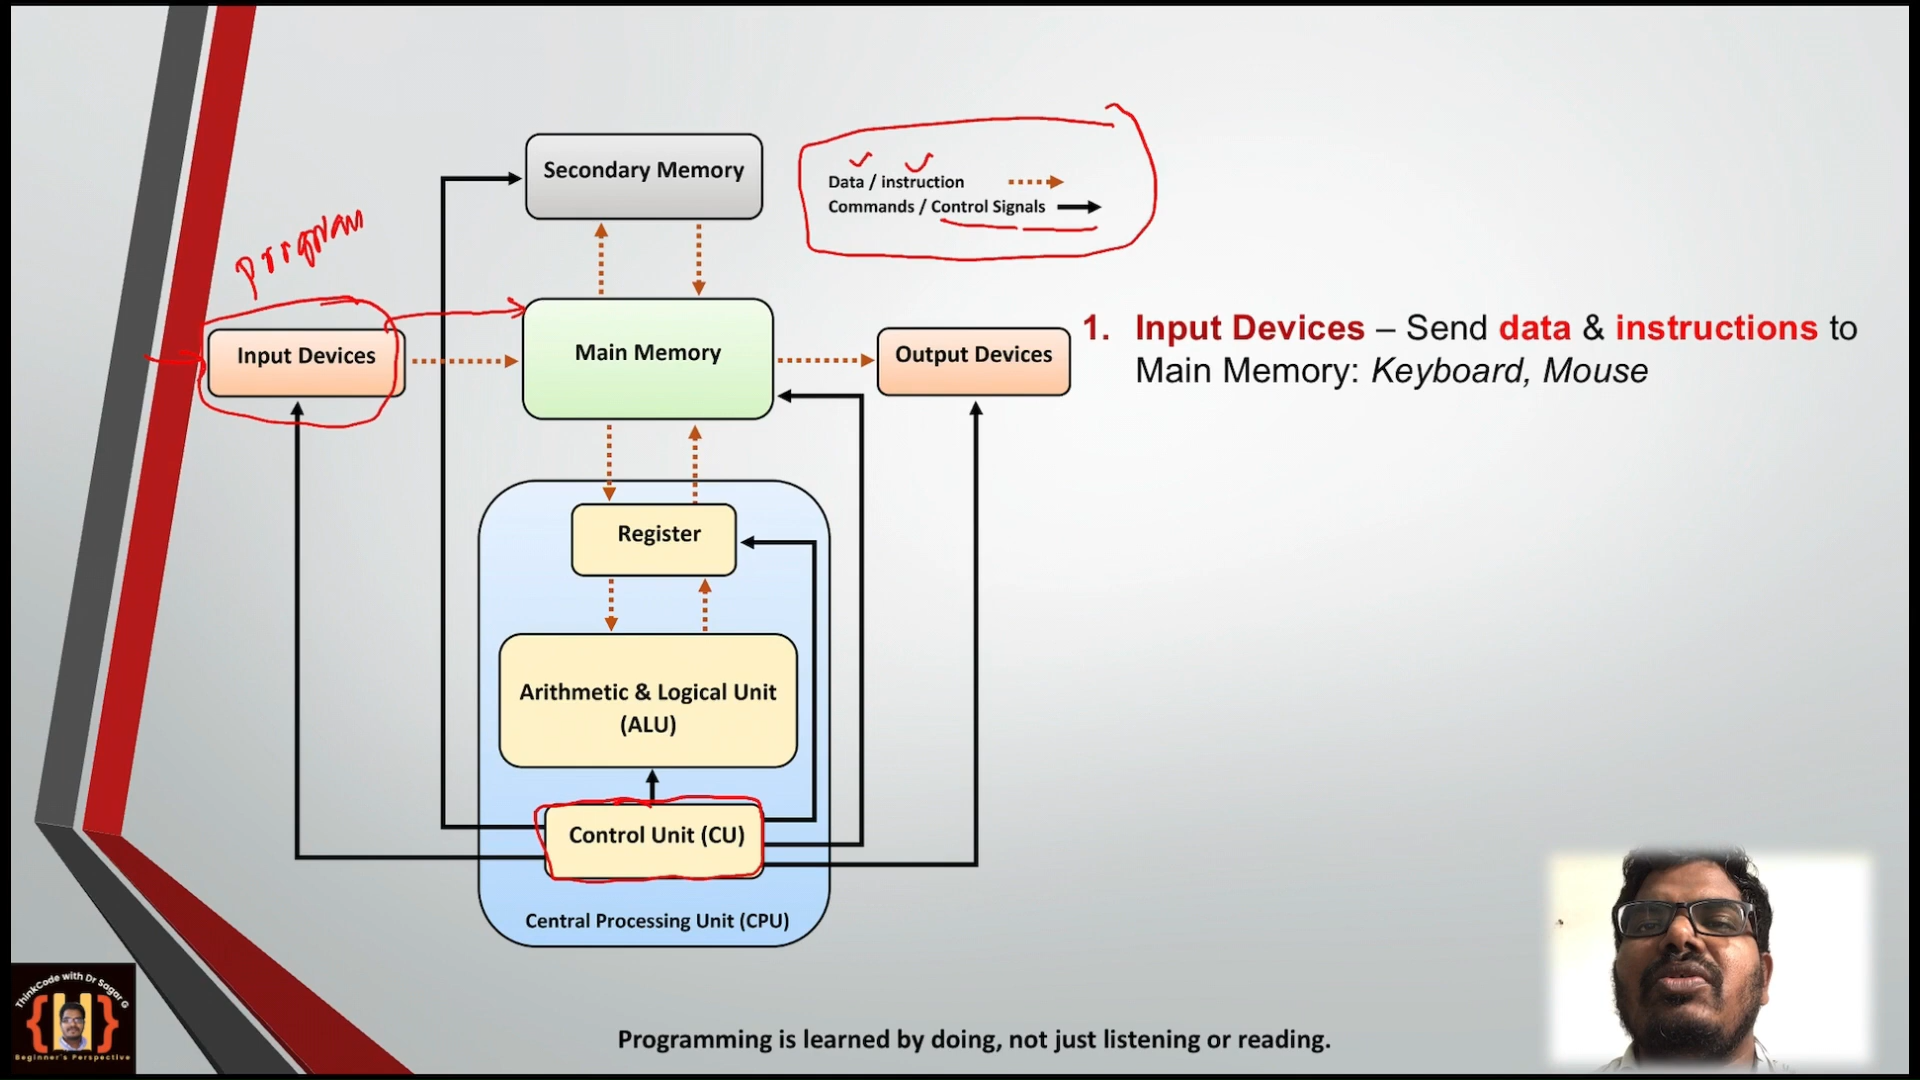 Secondary Memory
Data / instruction
Commands / Control Signals
program
Input Devices
Main Memory
Output Devices
1. Input Devices – Send data & instructions to
Main Memory: Keyboard, Mouse
Register
Arithmetic & Logical Unit
(ALU)
Control Unit (CU)
Central Processing Unit (CPU)
ThinkCode with Dr Sagar G
Beginner's Perspective
Programming is learned by doing, not just listening or reading.